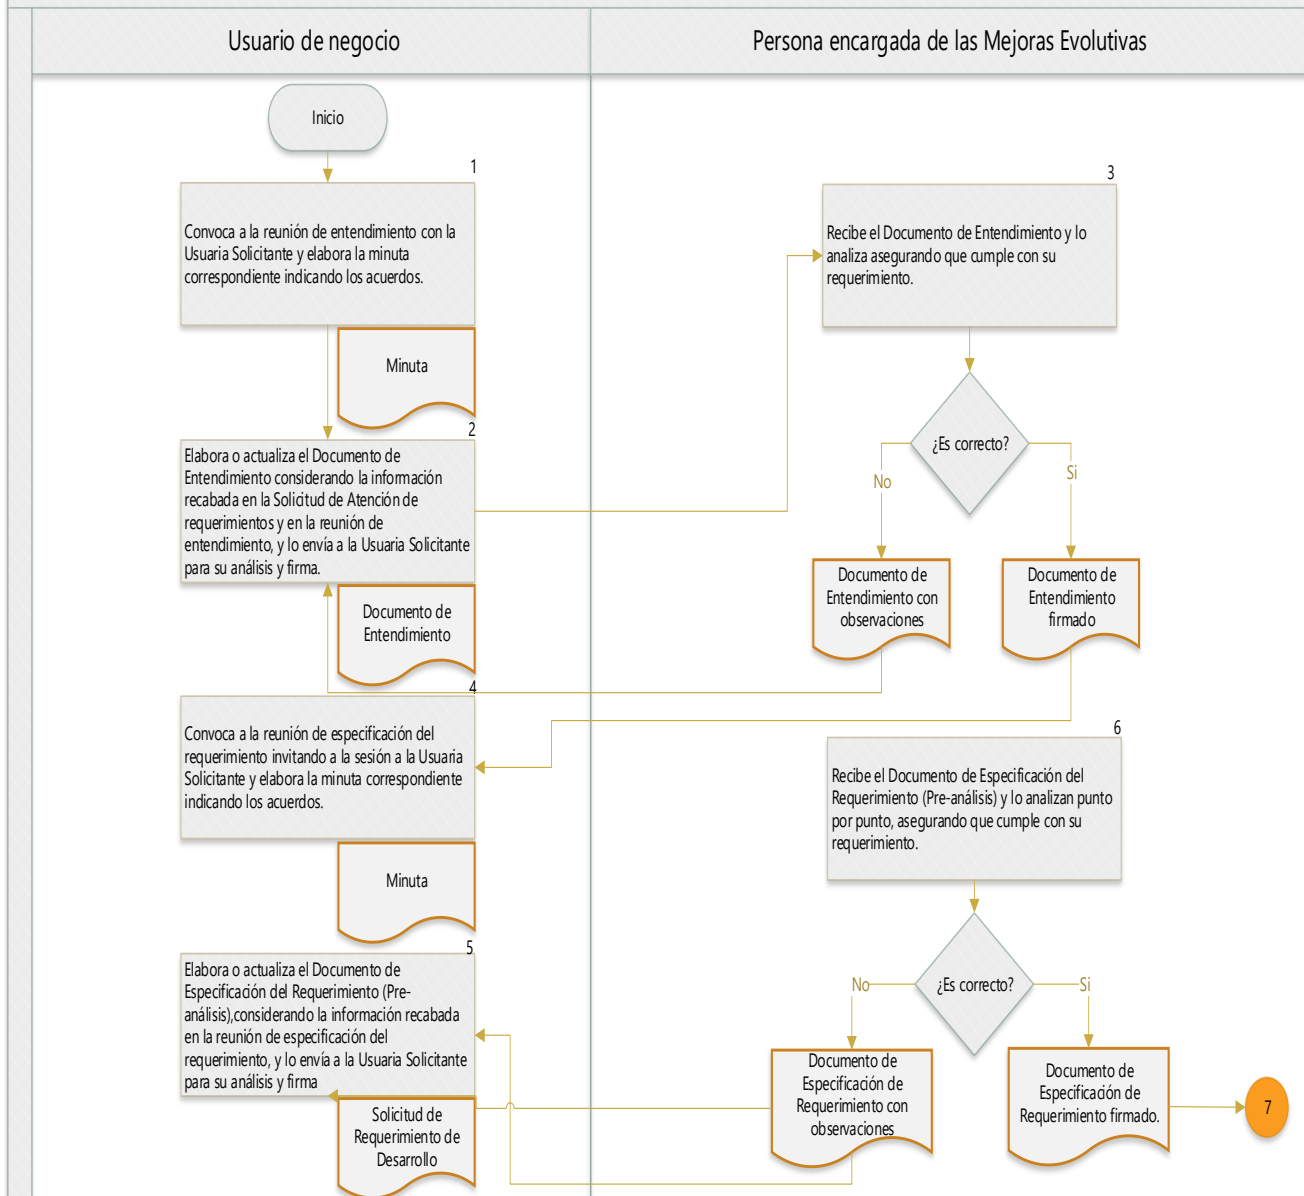 Usuario de negocio
Persona encargada de las Mejoras Evolutivas
Inicio
1
Convoca a la reunión de entendimiento con la
Usuaria Solicitante y elabora la minuta
correspondiente indicando los acuerdos.
Minuta
2
Elabora o actualiza el Documento de
Entendimiento considerando la información
recabada en la Solicitud de Atención de
requerimientos y en la reunión de
entendimiento, y lo envía a la Usuaria Solicitante
para su análisis y firma.
Documento de
Entendimiento
3
Recibe el Documento de Entendimiento y lo
analiza asegurando que cumple con su
requerimiento.
¿Es correcto?
No
Si
Documento de
Entendimiento con
observaciones
Documento de
Entendimiento
firmado
4
Convoca a la reunión de especificación del
requerimiento invitando a la sesión a la Usuaria
Solicitante y elabora la minuta correspondiente
indicando los acuerdos.
Minuta
5
Elabora o actualiza el Documento de
Especificación del Requerimiento (Pre-
análisis),considerando la información recabada
en la reunión de especificación del
requerimiento, y lo envía a la Usuaria Solicitante
para su análisis y firma
Solicitud de
Requerimiento de
Desarrollo
6
Recibe el Documento de Especificación del
Requerimiento (Pre-análisis) y lo analizan punto
por punto, asegurando que cumple con su
requerimiento.
¿Es correcto?
No
Si
Documento de
Especificación de
Requerimiento con
observaciones
Documento de
Especificación de
Requerimiento firmado.
7